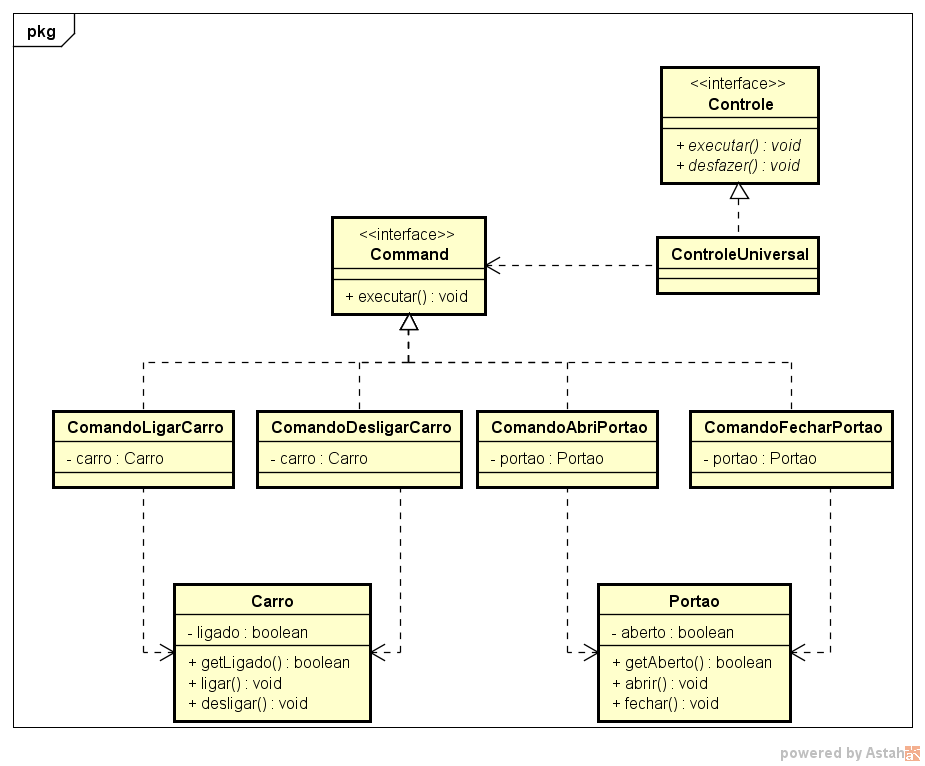 pkg
<<interface>>
Controle
+ executar() : void
+ desfazer() : void
<<interface>>
Command
+ executar() : void
ControleUniversal
ComandoLigarCarro
- carro : Carro
ComandoDesligarCarro
- carro : Carro
ComandoAbriPortao
- portao : Portao
ComandoFecharPortao
- portao : Portao
Carro
- ligado : boolean
+ getLigado() : boolean
+ ligar() : void
+ desligar() : void
Portao
- aberto : boolean
+ getAberto() : boolean
+ abrir() : void
+ fechar() : void
powered by Astah